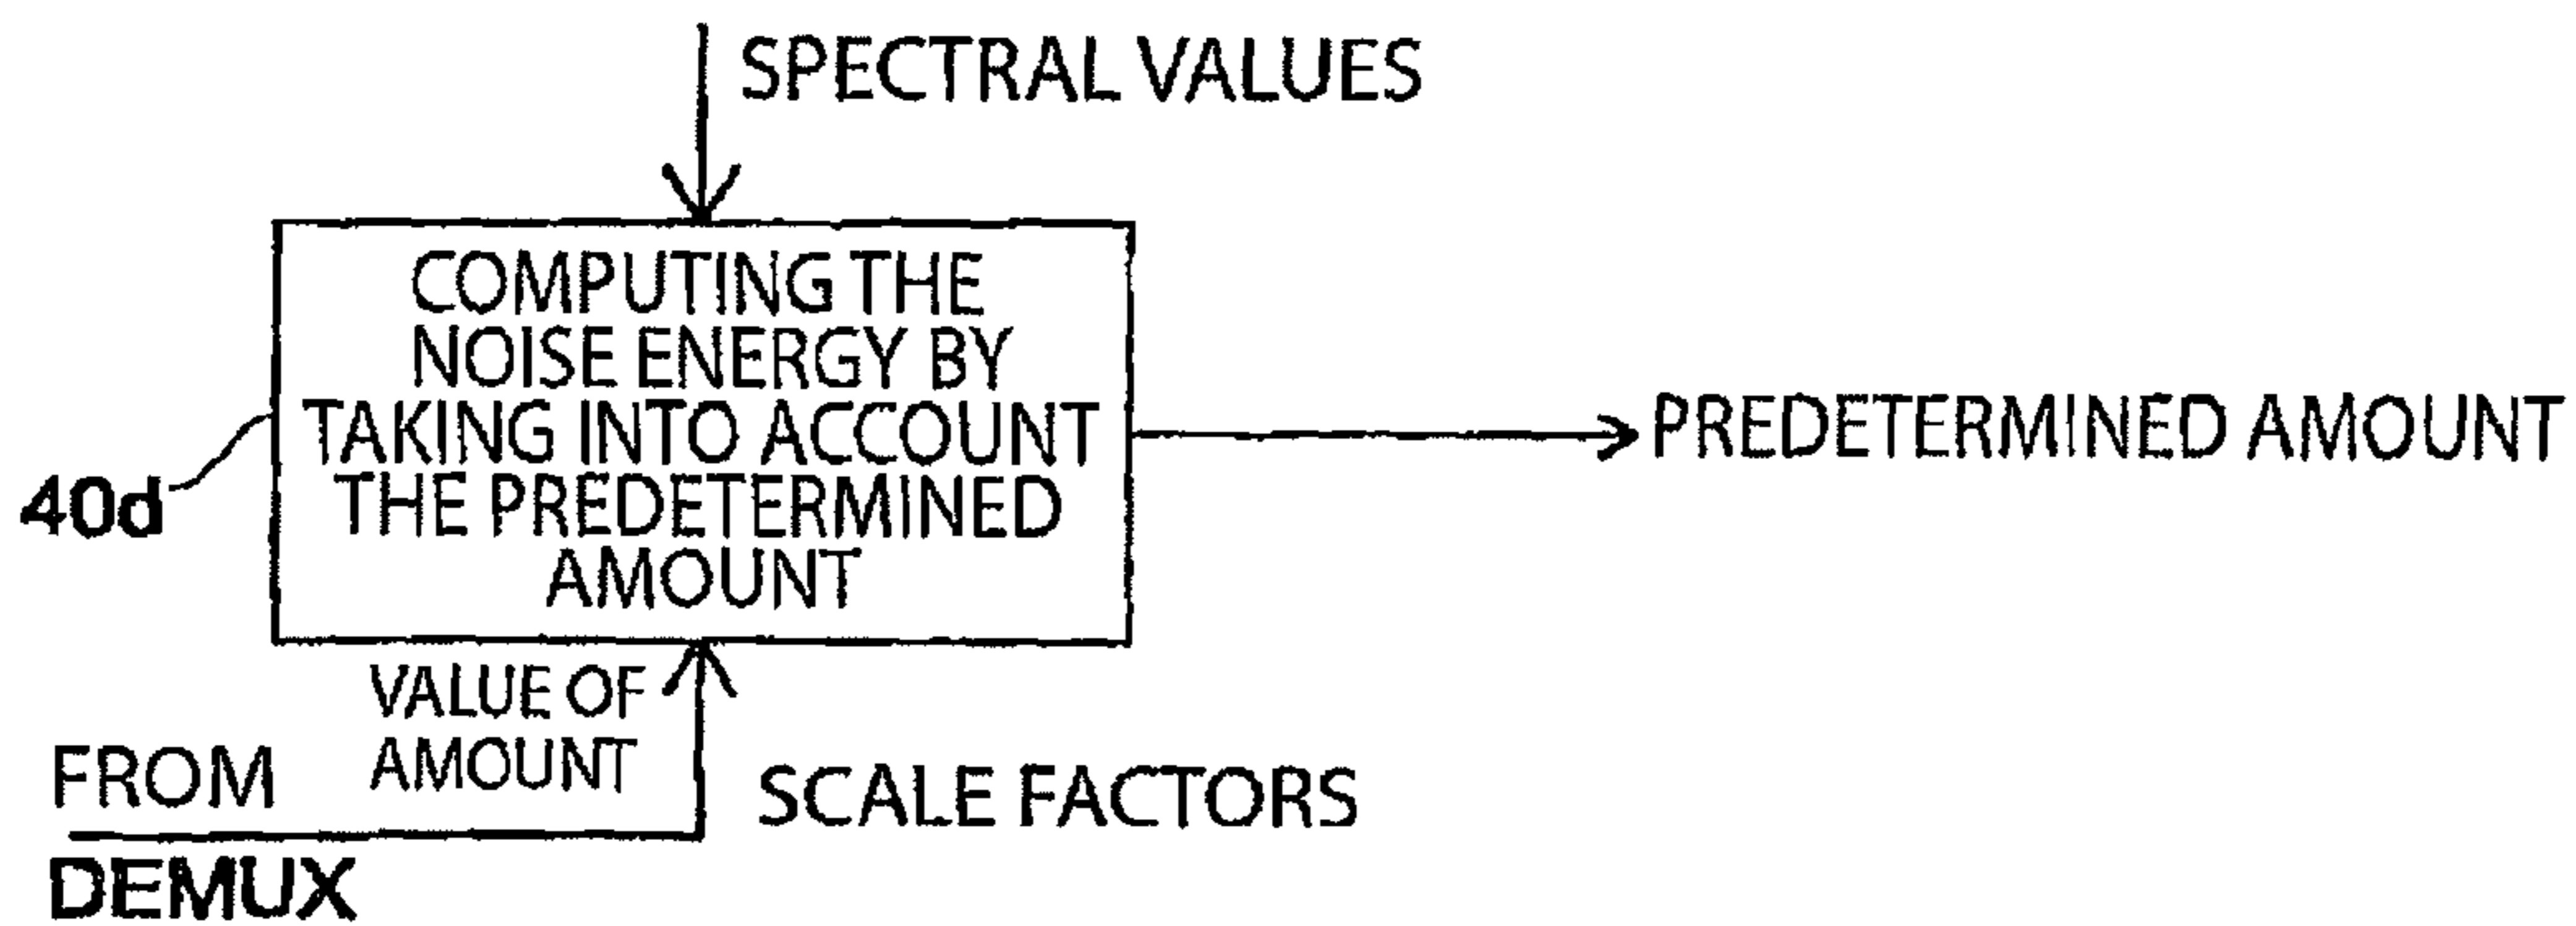 SPECTRAL VALUES
COMPUTING THE
NOISE ENERGY BY
TAKING INTO ACCOUNT
THE PREDETERMINED
AMOUNT
PREDETERMINED AMOUNT
40d
VALUE OF
AMOUNT
FROM
DEMUX
SCALE FACTORS